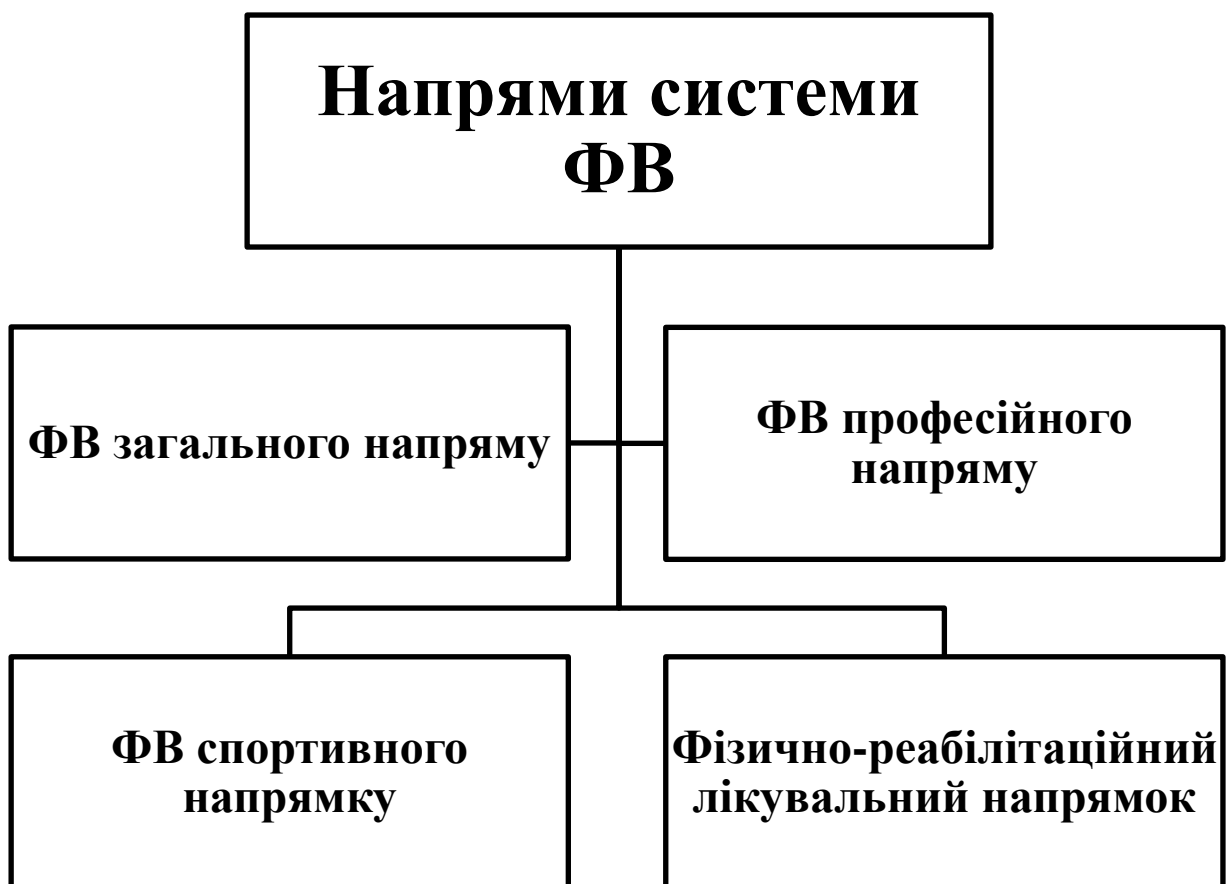 Напрями системи
ФВ
ФВ загального напряму
ФВ професійного
напряму
ФВ спортивного
напрямку
Фізично-реабілітаційний
лікувальний напрямок